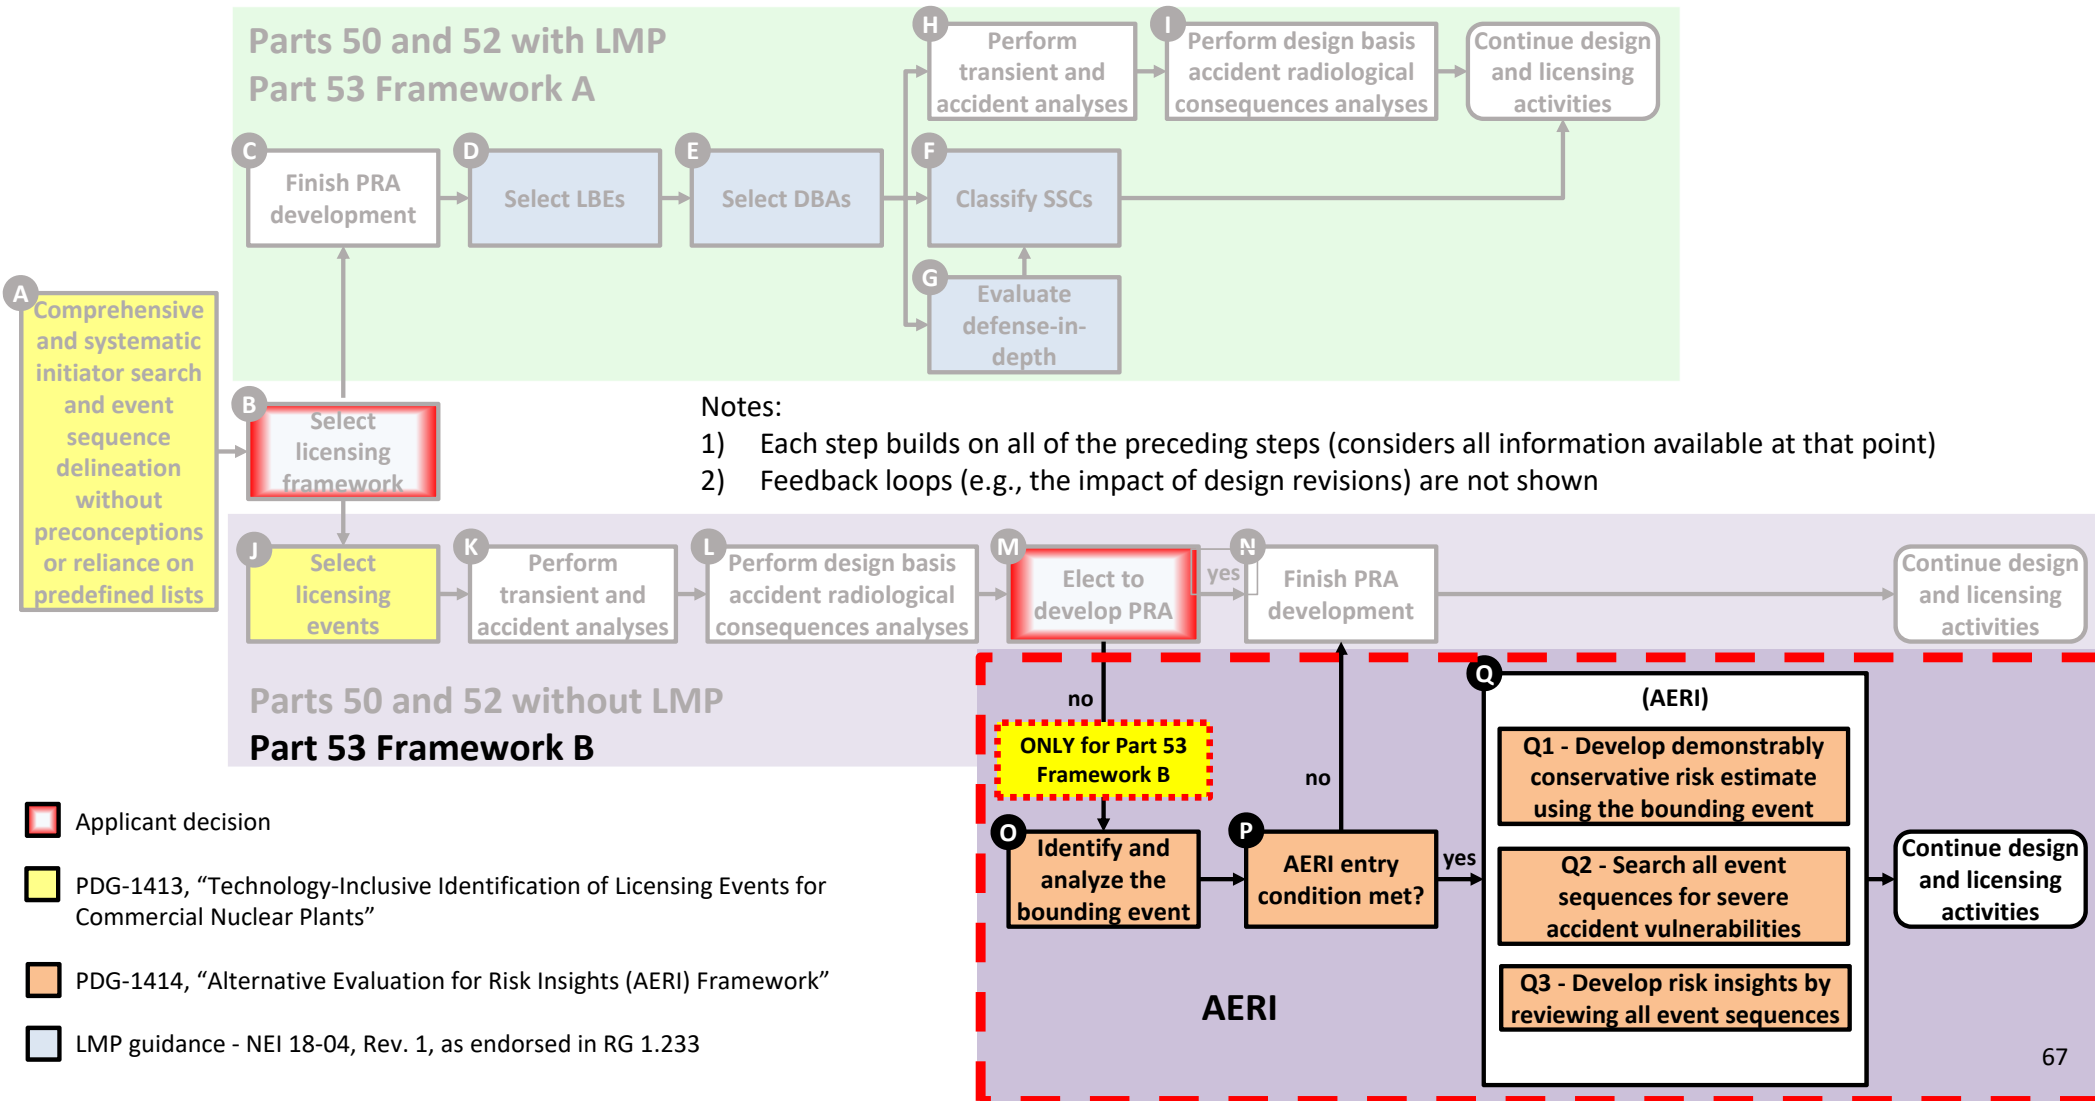 Parts 50 and 52 with LMP
Part 53 Framework A
H
Perform
transient and
accident analyses
I
Perform design basis
accident radiological
consequences analyses
Continue design
and licensing
activities
C
Finish PRA
development
D
Select LBEs
E
Select DBAs
F
Classify SSCs
G
Evaluate
defense-in-
depth
A
Comprehensive
and systematic
initiator search
and event
sequence
delineation
without
preconceptions
or reliance on
predefined lists
B
Select
licensing
framework
Notes:
1) Each step builds on all of the preceding steps (considers all information available at that point)
2) Feedback loops (e.g., the impact of design revisions) are not shown
J
Select
licensing
events
K
Perform
transient and
accident analyses
L
Perform design basis
accident radiological
consequences analyses
M
Elect to
develop PRA
yes
N
Finish PRA
development
Continue design
and licensing
activities
Parts 50 and 52 without LMP
Part 53 Framework B
no
ONLY for Part 53
Framework B
O
Identify and
analyze the
bounding event
no
P
AERI entry
condition met?
yes
Q
(AERI)
Q1 - Develop demonstrably
conservative risk estimate
using the bounding event
Q2 - Search all event
sequences for severe
accident vulnerabilities
Q3 - Develop risk insights by
reviewing all event sequences
Continue design
and licensing
activities
AERI
Applicant decision
PDG-1413, “Technology-Inclusive Identification of Licensing Events for
Commercial Nuclear Plants”
PDG-1414, “Alternative Evaluation for Risk Insights (AERI) Framework”
LMP guidance - NEI 18-04, Rev. 1, as endorsed in RG 1.233
67